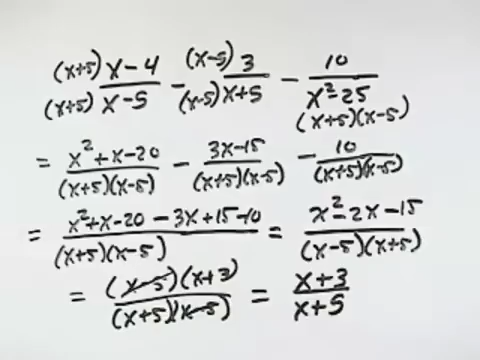 (x+5) x-4 / (x+5) x-5 - (x-5) 3 / (x-5) x+5 - 10 / x²-25
(x+5)(x-5)
= x²+x-20 / (x+5)(x-5) - 3x-15 / (x+5)(x-5) - 10 / (x+5)(x-5)
= x²+x-20-3x+15-10 / (x+5)(x-5) = x²-2x-15 / (x-5)(x+5)
= (x-5)(x+3) / (x+5)(x-5) = x+3 / x+5